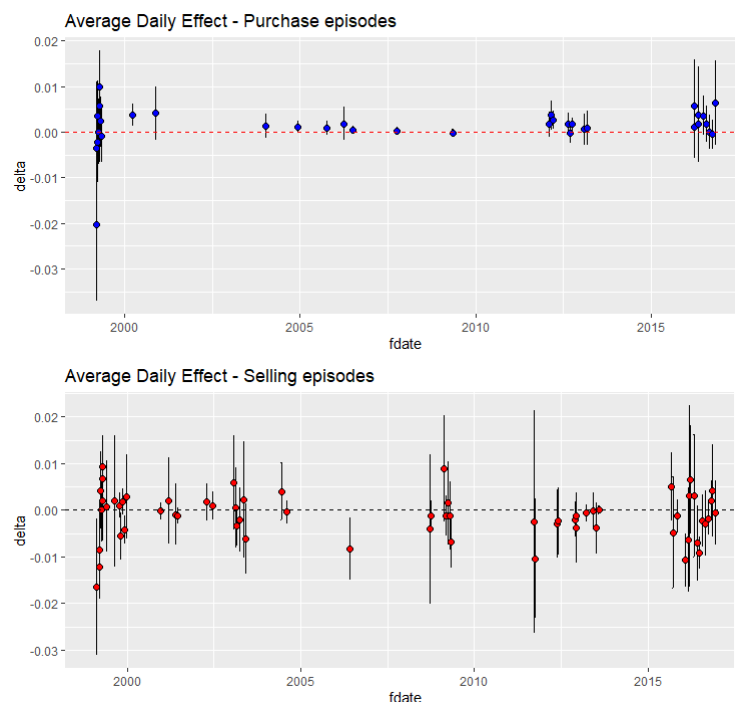 Average Daily Effect - Purchase episodes
0.02
0.01
0.00
-0.01
-0.02
-0.03
delta
2000 2005 2010 2015
fdate
Average Daily Effect - Selling episodes
0.02
0.01
0.00
-0.01
-0.02
-0.03
delta
2000 2005 2010 2015
fdate